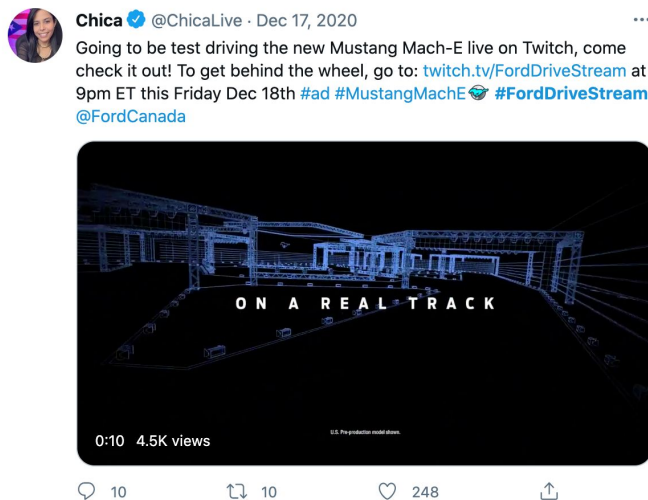 Chica @ChicaLive · Dec 17, 2020
Going to be test driving the new Mustang Mach-E live on Twitch, come
check it out! To get behind the wheel, go to: twitch.tv/FordDriveStream at
9pm ET this Friday Dec 18th #ad #MustangMachE #FordDriveStream
@FordCanada
ON A REAL TRACK
U.S. Pre-production model shown.
0:10 4.5K views
10 10 248